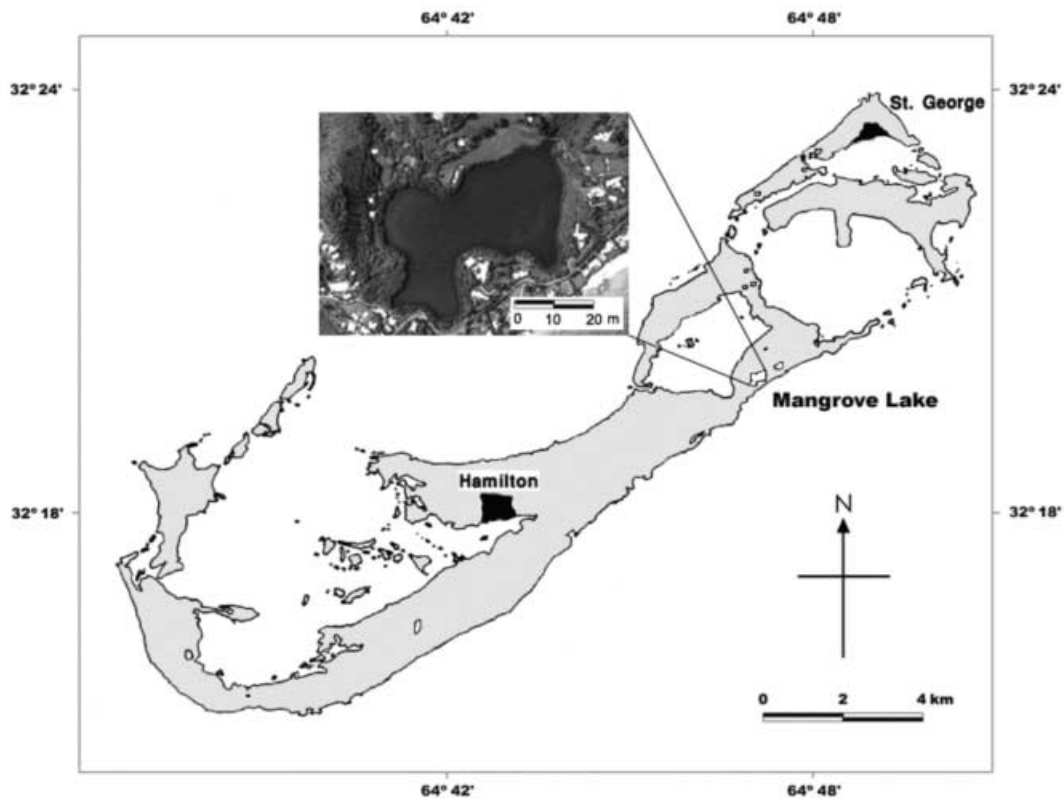 64° 42' 64° 48'
32° 24' 32° 24'
St. George
0 10 20 m
Mangrove Lake
Hamilton
32° 18' 32° 18'
N
0 2 4 km
64° 42' 64° 48'